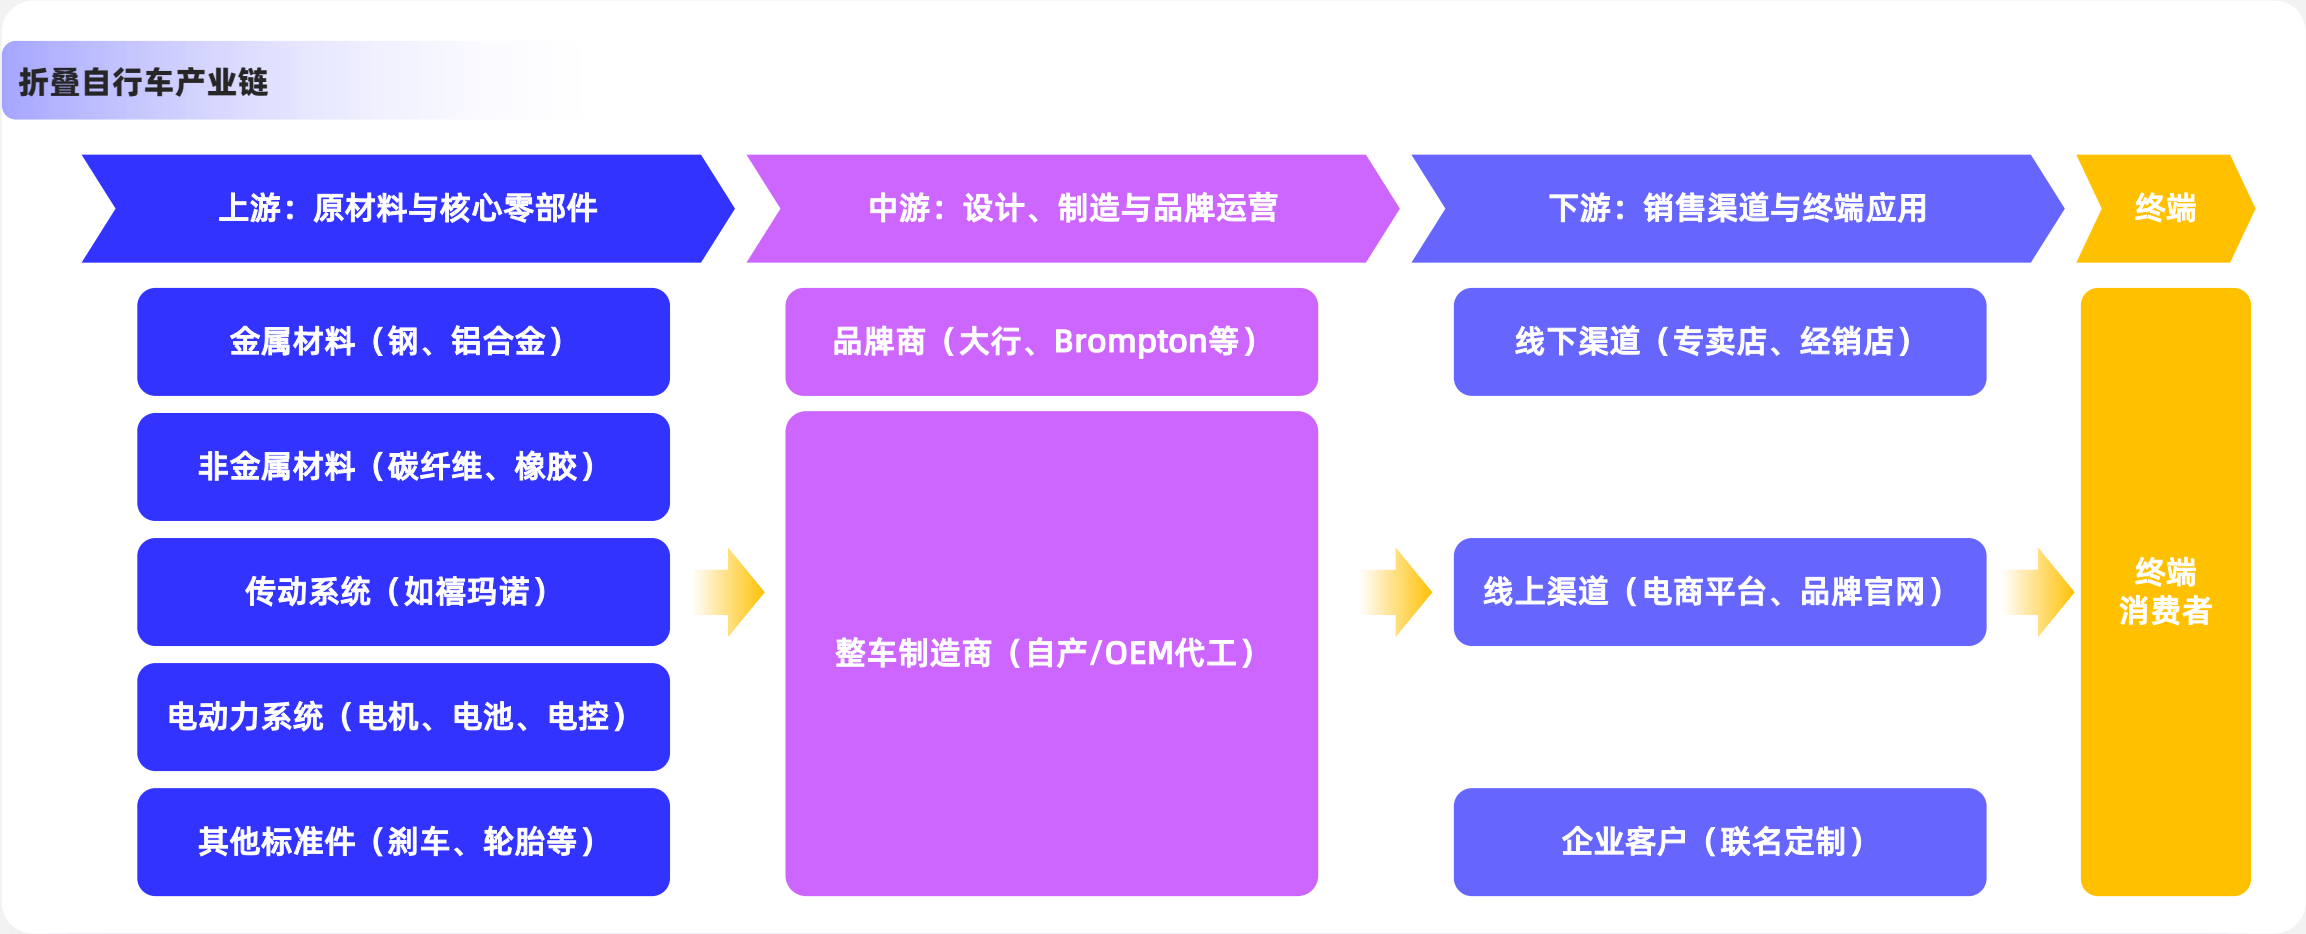 折叠自行车产业链
上游：原材料与核心零部件
中游：设计、制造与品牌运营
下游：销售渠道与终端应用
终端
金属材料（钢、铝合金）
非金属材料（碳纤维、橡胶）
传动系统（如禧玛诺）
电动力系统（电机、电池、电控）
其他标准件（刹车、轮胎等）
品牌商（大行、Brompton等）
整车制造商（自产/OEM代工）
线下渠道（专卖店、经销店）
线上渠道（电商平台、品牌官网）
企业客户（联名定制）
终端
消费者